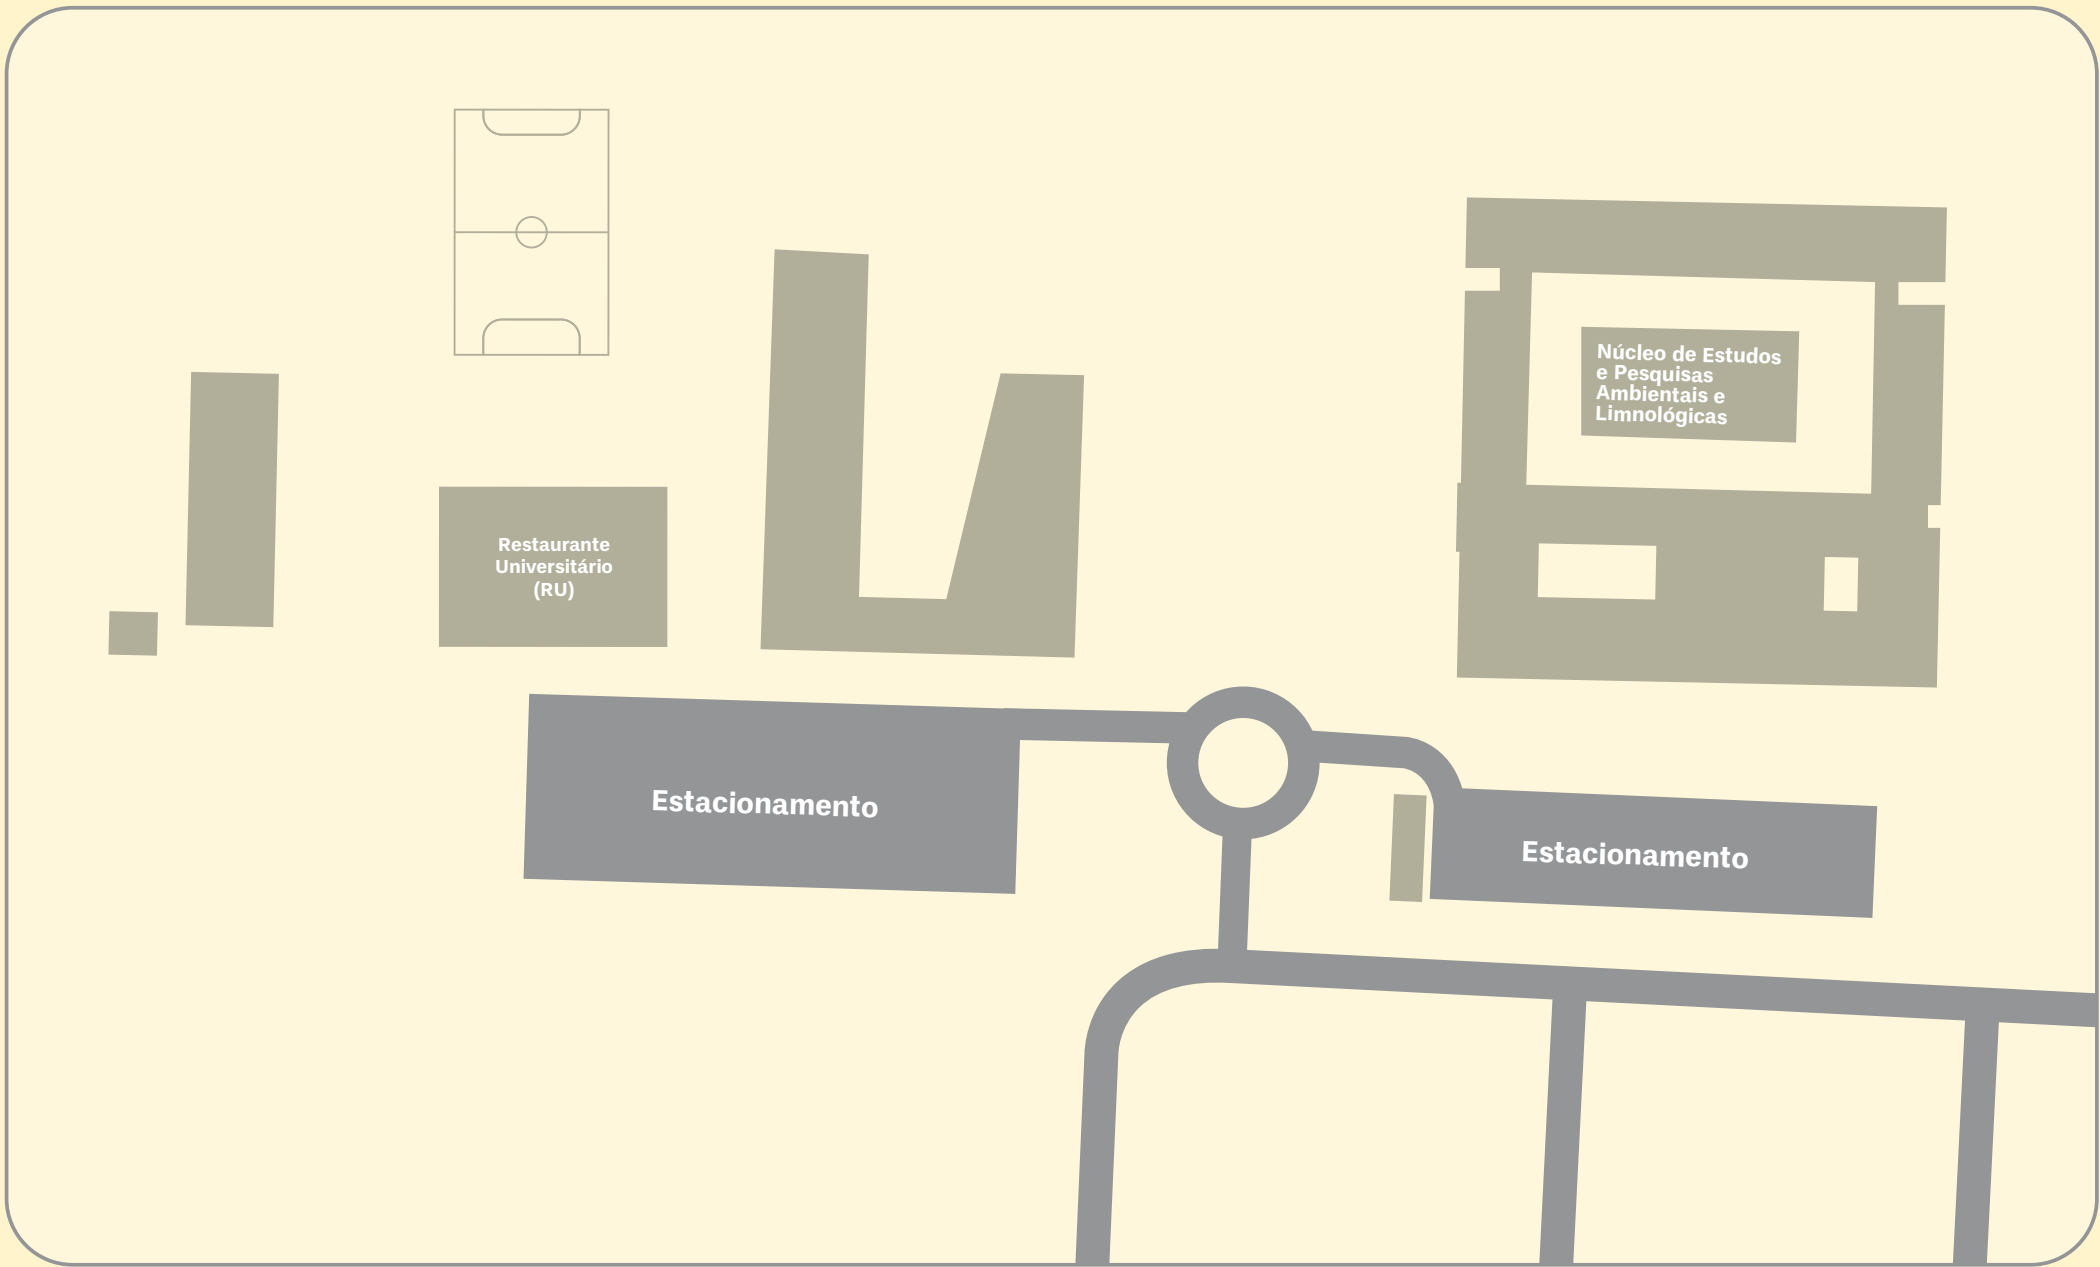 Núcleo de Estudos
e Pesquisas
Ambientais e
Limnológicas
Restaurante
Universitário
(RU)
Estacionamento
Estacionamento